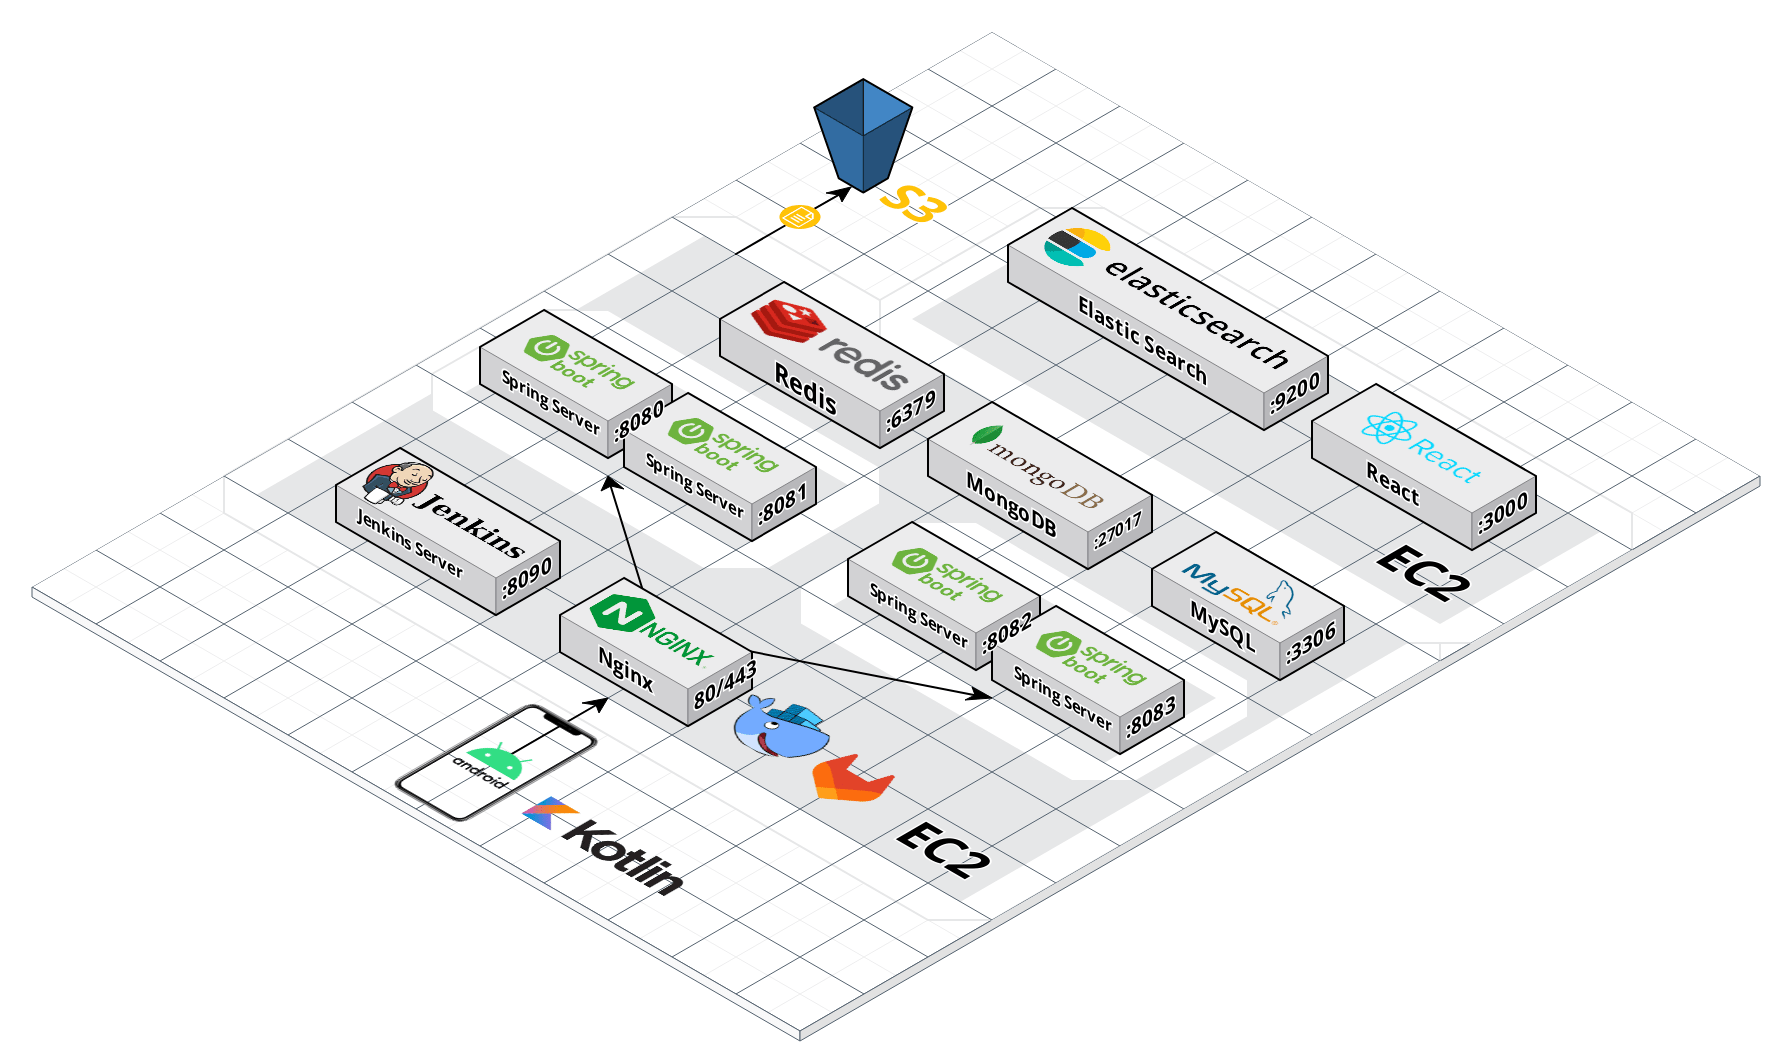 S3
elasticsearch
Elastic Search
:9200
redis
Redis
:6379
spring
boot
Spring Server
:8080
spring
boot
Spring Server
:8081
React
React
:3000
mongoDB
MongoDB
:27017
Jenkins
Jenkins Server
:8090
spring
boot
Spring Server
:8082
MySQL
MySQL
:3306
EC2
NGINX
Nginx
80/443
spring
boot
Spring Server
:8083
android
Kotlin
EC2